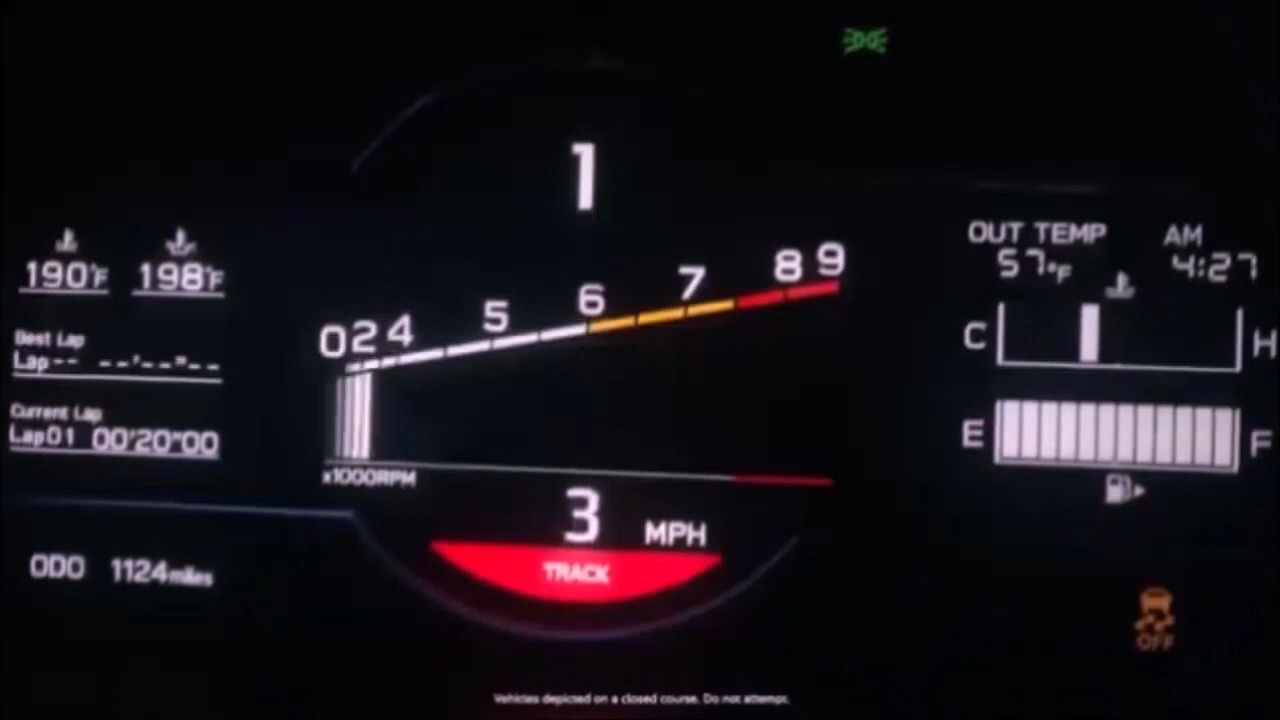 1
190°F 198°F
Best Lap
Lap-- --'--"--
Current Lap
Lap01 00'20"00
ODO 1124miles
0 2 4 5 6 7 8 9
x1000RPM
3 MPH
TRACK
OUT TEMP AM
57°F 4:27
C H
E F
OFF
Vehicles depicted on a closed course. Do not attempt.